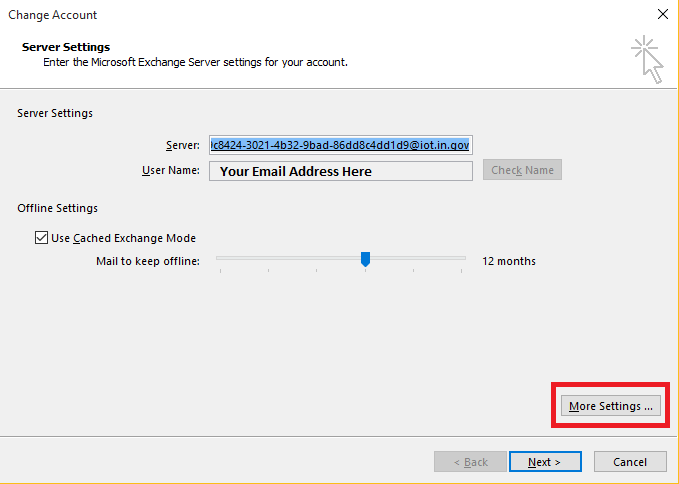 Change Account
Server Settings
Enter the Microsoft Exchange Server settings for your account.
Server Settings
Server: c8424-3021-4b32-9bad-86dd8c4dd1d9@iot.in.gov
User Name: Your Email Address Here Check Name
Offline Settings
Use Cached Exchange Mode
Mail to keep offline: 12 months
More Settings ...
< Back Next > Cancel